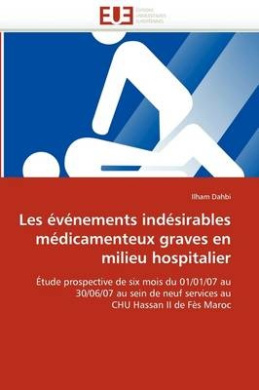 EUE
Ilham Dahbi
Les événements indésirables
médicamenteux graves en
milieu hospitalier
Étude prospective de six mois du 01/01/07 au
30/06/07 au sein de neuf services au
CHU Hassan II de Fès Maroc